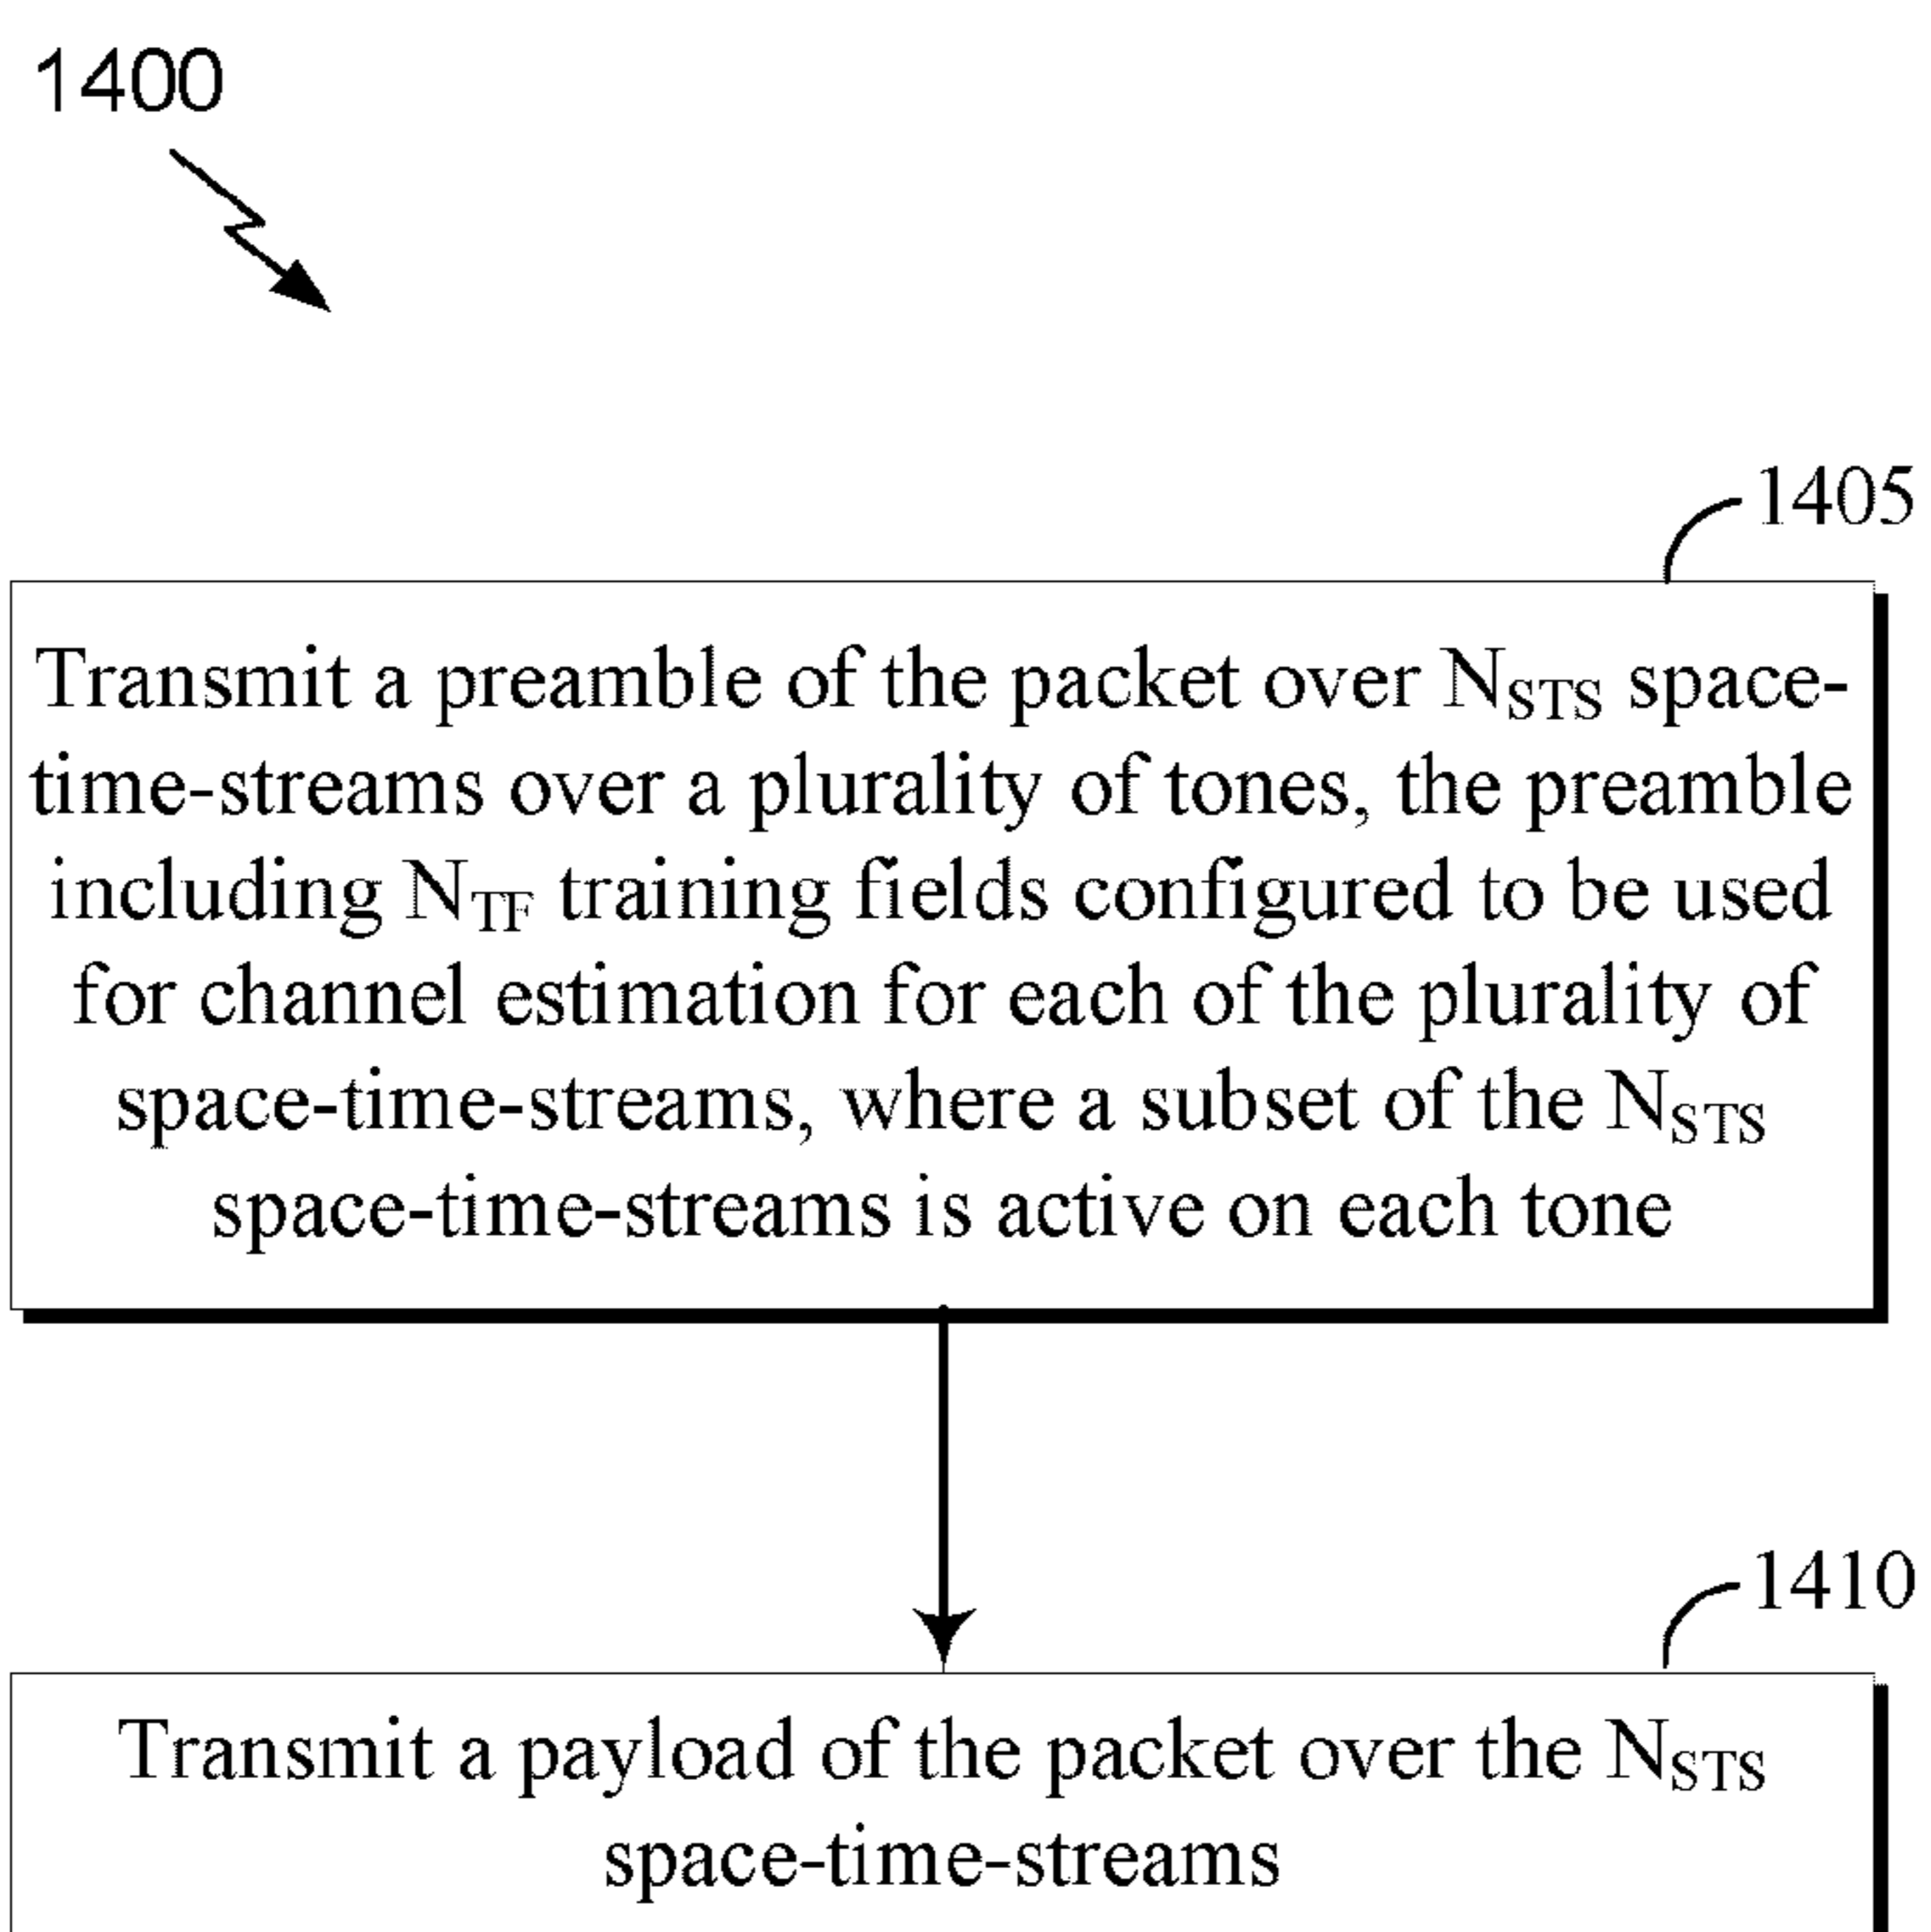 1400
1405
Transmit a preamble of the packet over NSTS space-
time-streams over a plurality of tones, the preamble
including NTF training fields configured to be used
for channel estimation for each of the plurality of
space-time-streams, where a subset of the NSTS
space-time-streams is active on each tone
1410
Transmit a payload of the packet over the NSTS
space-time-streams